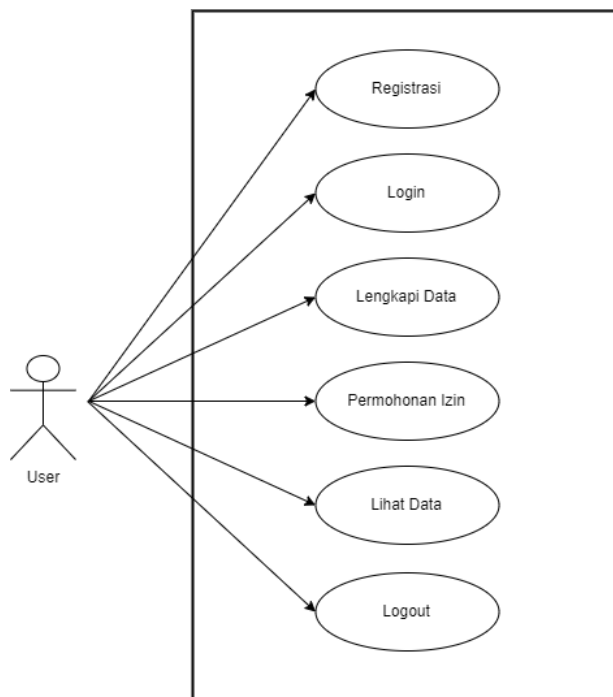 Registrasi
Login
Lengkapi Data
Permohonan Izin
Lihat Data
Logout
User